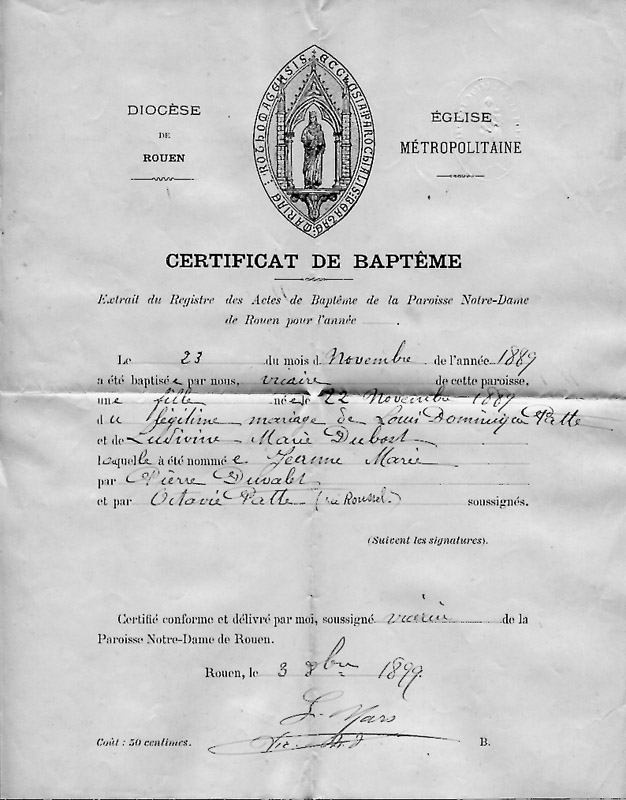 DIOCÈSE
DE
ROUEN
ÉGLISE
MÉTROPOLITAINE
CERTIFICAT DE BAPTÊME
Extrait du Registre des Actes de Baptême de la Paroisse Notre-Dame
de Rouen pour l'année .
Le 23 du mois d Novembre de l'année 1889
a été baptisée par nous, vicaire de cette paroisse,
une fille née le 22 Novembre 1889
du légitime mariage de Louis Dominique Patte
et de Ludivine Marie Dubost
laquelle a été nommée Jeanne Marie
par Pierre Duvalet
et par Octavie Patte (née Roussel) soussignés.
(Suivent les signatures).
Certifié conforme et délivré par moi, soussigné vicaire de la
Paroisse Notre-Dame de Rouen.
Rouen, le 3 8bre 1899.
Coût : 50 centimes. B.